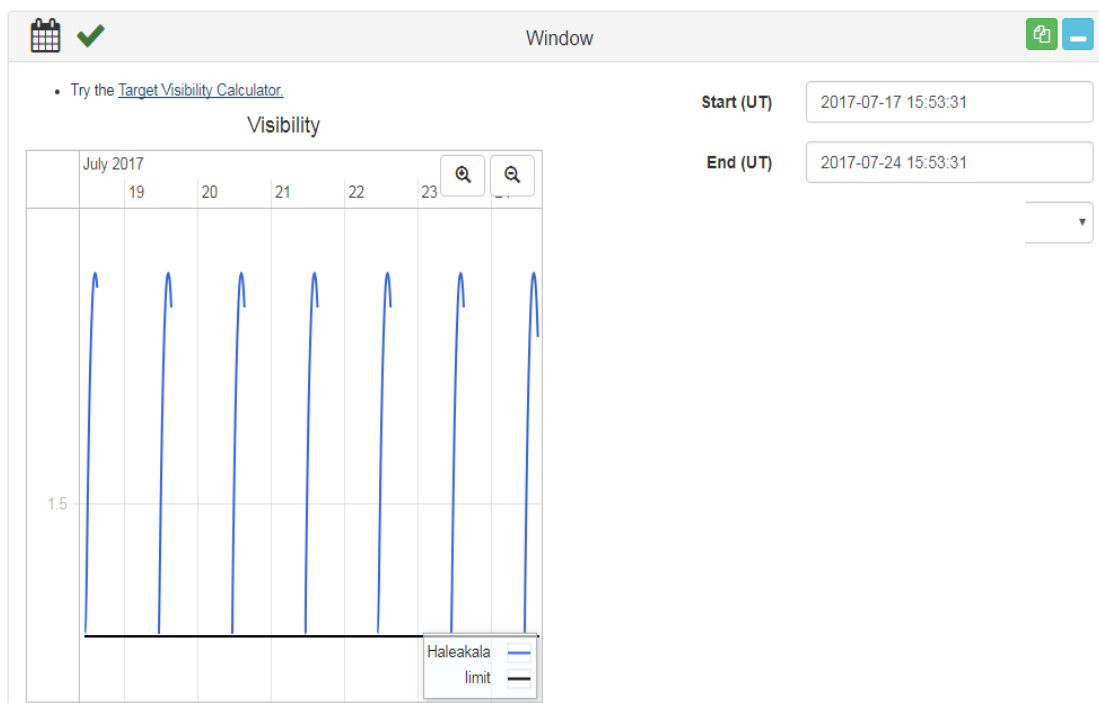 Window
• Try the Target Visibility Calculator.
Visibility
July 2017
19 20 21 22 23
1.5
Haleakala
limit
Start (UT) 2017-07-17 15:53:31
End (UT) 2017-07-24 15:53:31